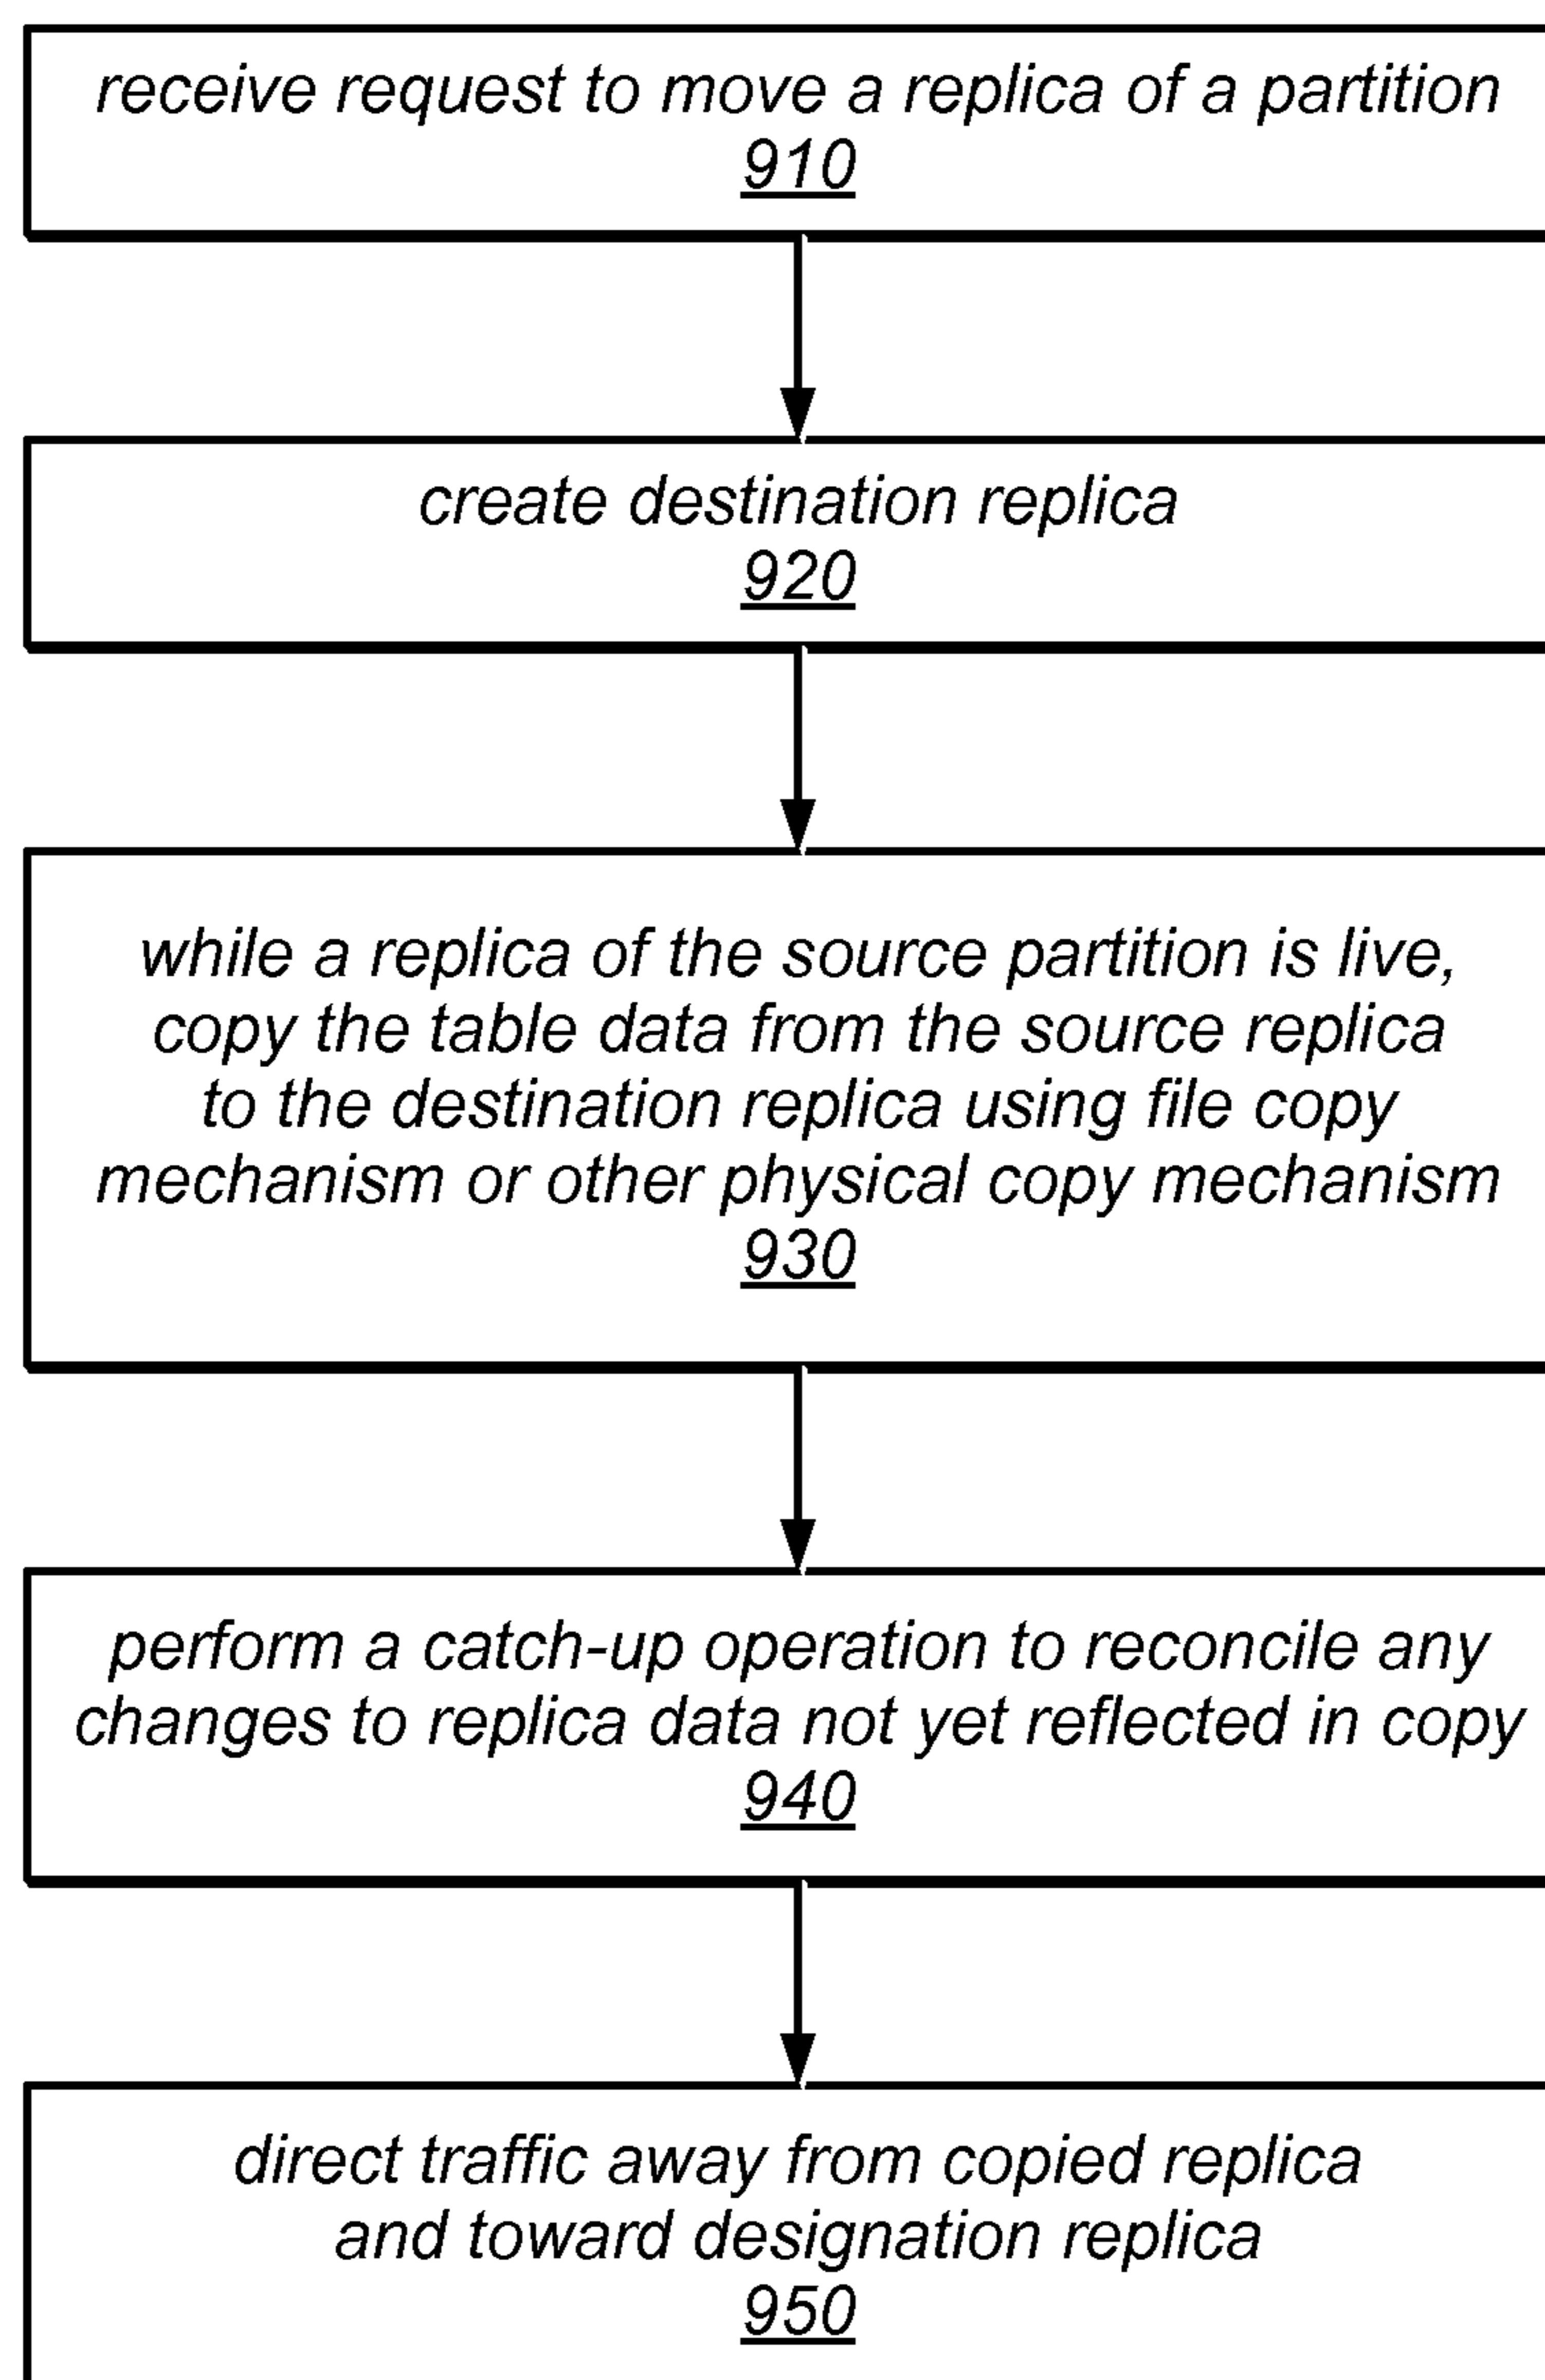 receive request to move a replica of a partition
910
create destination replica
920
while a replica of the source partition is live,
copy the table data from the source replica
to the destination replica using file copy
mechanism or other physical copy mechanism
930
perform a catch-up operation to reconcile any
changes to replica data not yet reflected in copy
940
direct traffic away from copied replica
and toward designation replica
950